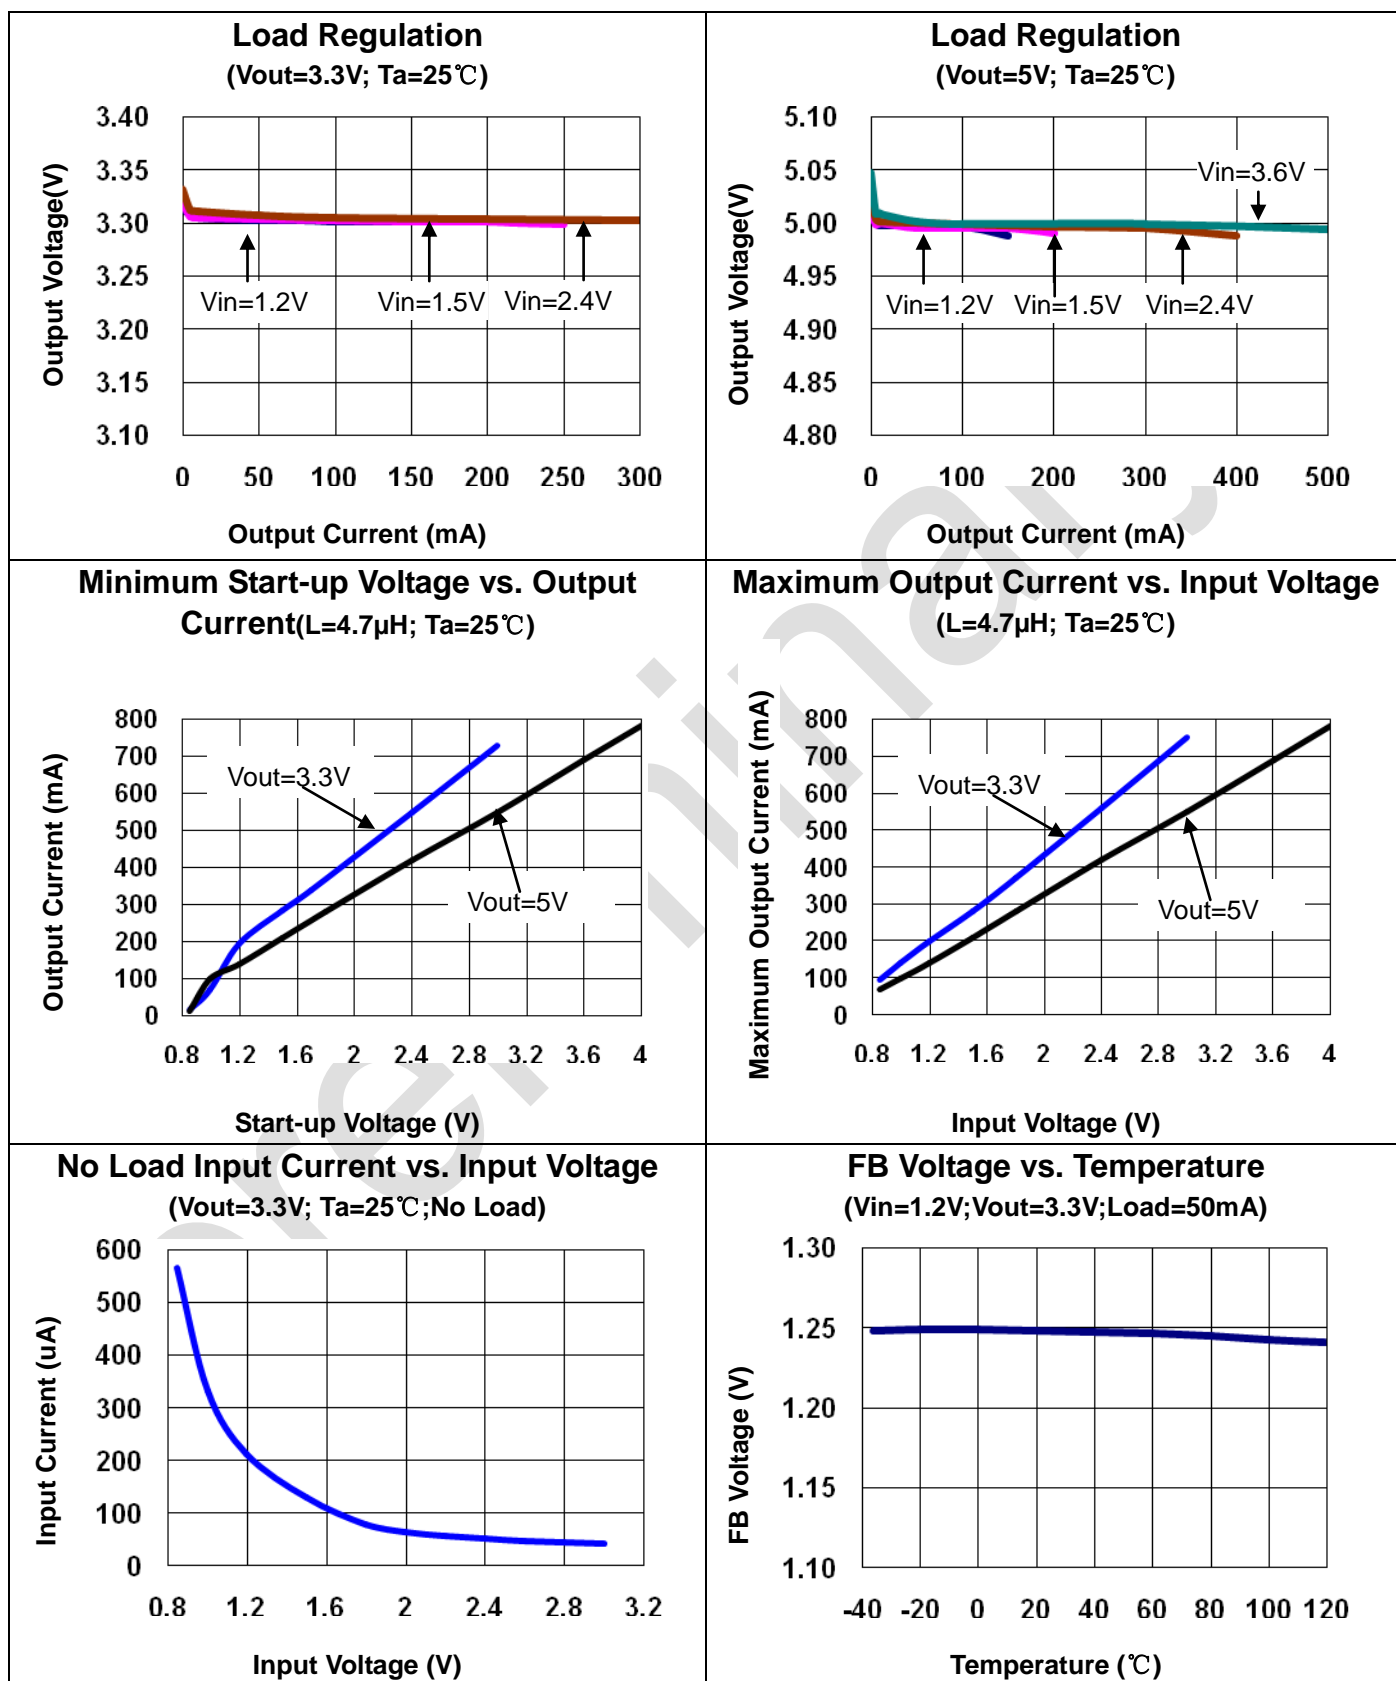 Load Regulation
(Vout=3.3V; Ta=25℃)
3.40
3.35
3.30
3.25
3.20
3.15
3.10
Output Voltage(V)
Vin=1.2V
Vin=1.5V
Vin=2.4V
0 50 100 150 200 250 300
Output Current (mA)
Load Regulation
(Vout=5V; Ta=25℃)
5.10
5.05
5.00
4.95
4.90
4.85
4.80
Output Voltage(V)
Vin=3.6V
Vin=1.2V
Vin=1.5V
Vin=2.4V
0 100 200 300 400 500
Output Current (mA)
Minimum Start-up Voltage vs. Output
Current(L=4.7µH; Ta=25℃)
800
700
600
500
400
300
200
100
0
Output Current (mA)
Vout=3.3V
Vout=5V
0.8 1.2 1.6 2 2.4 2.8 3.2 3.6 4
Start-up Voltage (V)
Maximum Output Current vs. Input Voltage
(L=4.7µH; Ta=25℃)
800
700
600
500
400
300
200
100
0
Maximum Output Current (mA)
Vout=3.3V
Vout=5V
0.8 1.2 1.6 2 2.4 2.8 3.2 3.6 4
Input Voltage (V)
No Load Input Current vs. Input Voltage
(Vout=3.3V; Ta=25℃;No Load)
600
500
400
300
200
100
0
Input Current (uA)
0.8 1.2 1.6 2 2.4 2.8 3.2
Input Voltage (V)
FB Voltage vs. Temperature
(Vin=1.2V;Vout=3.3V;Load=50mA)
1.30
1.25
1.20
1.15
1.10
FB Voltage (V)
-40 -20 0 20 40 60 80 100 120
Temperature (℃)